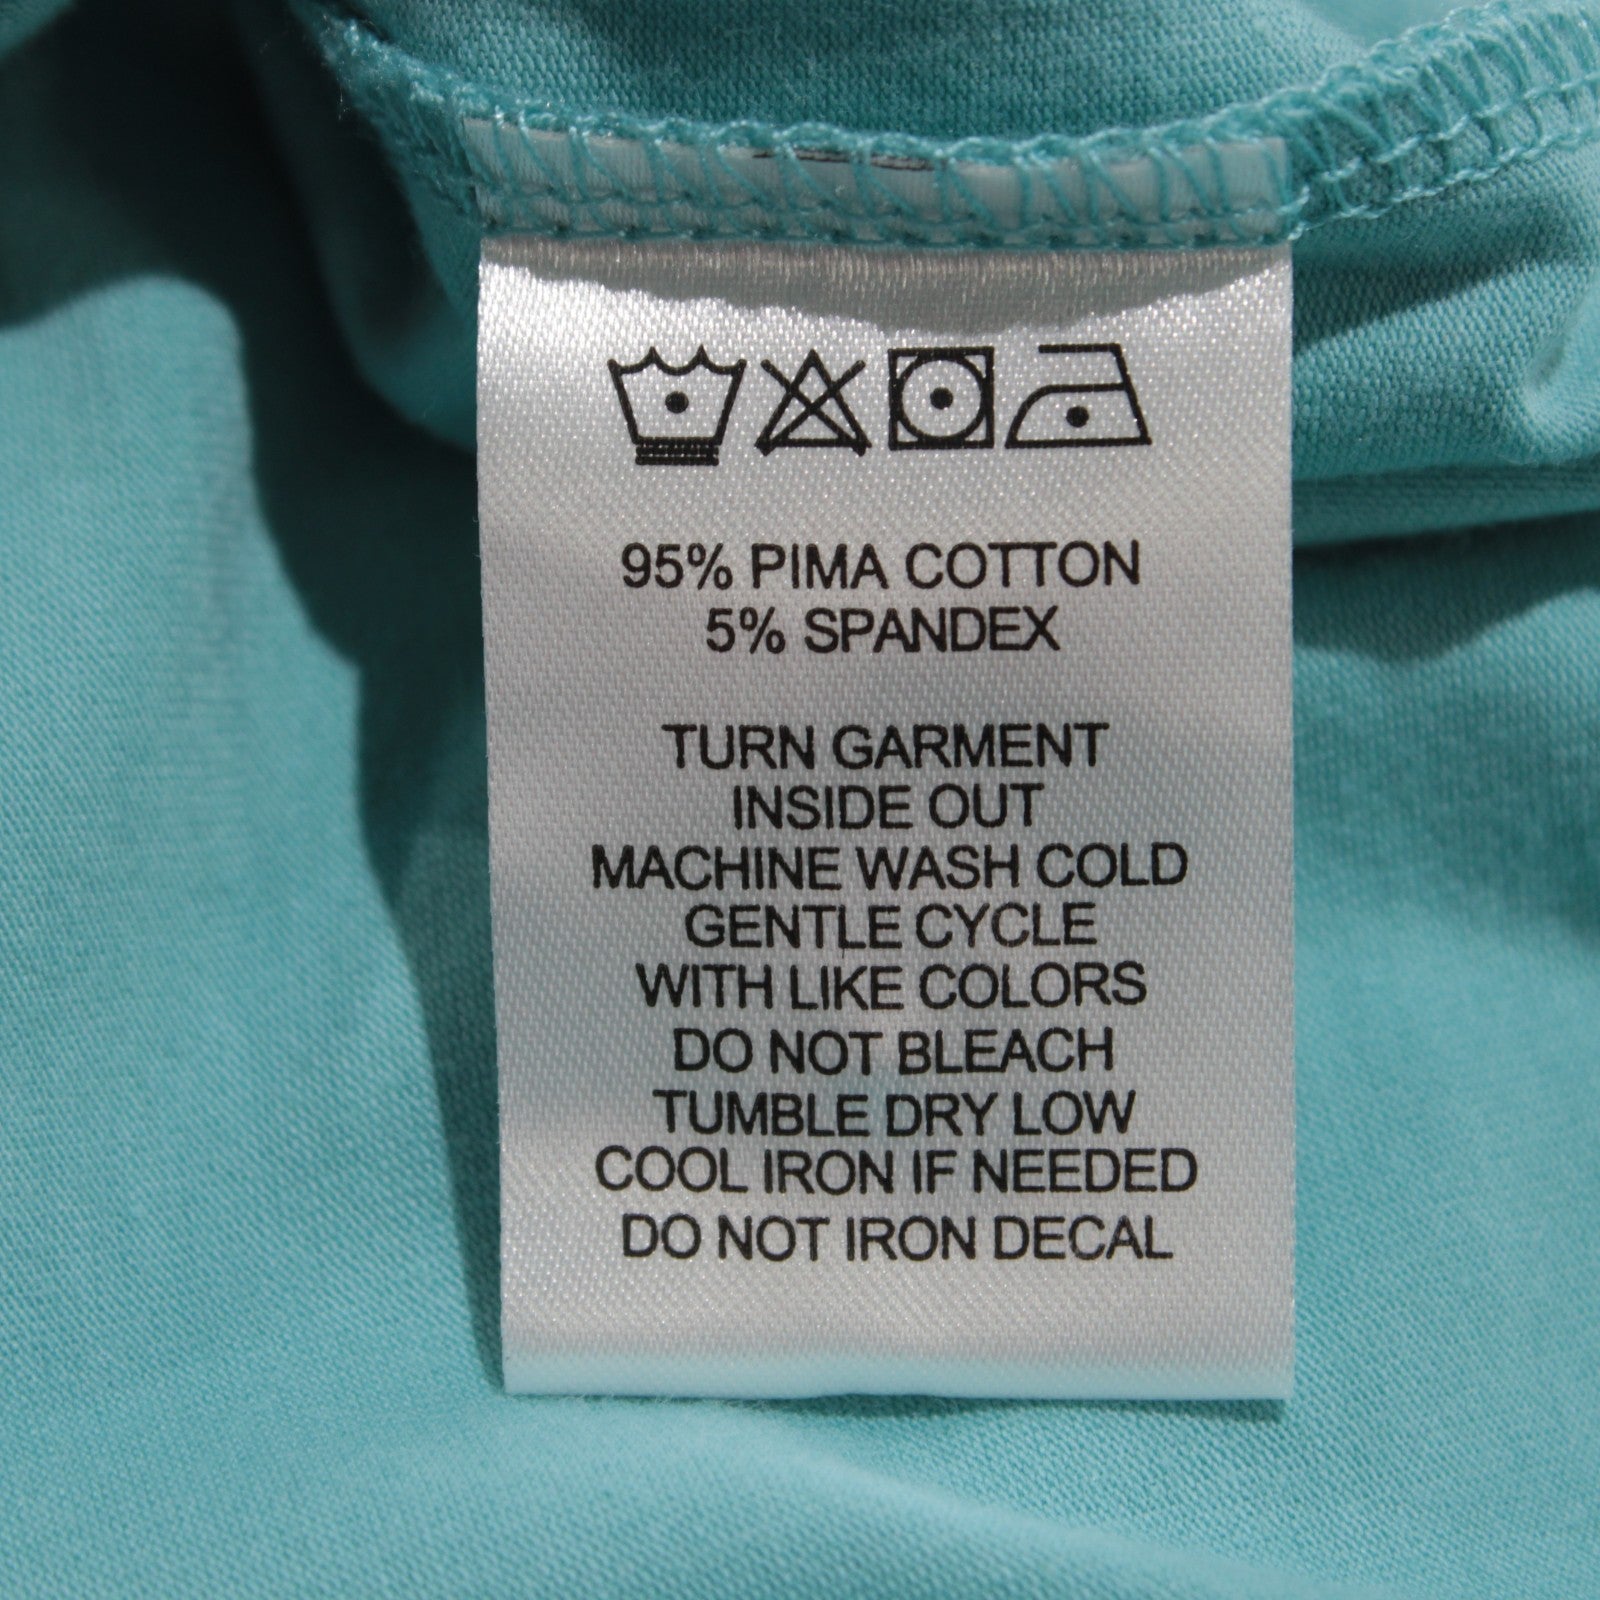 95% PIMA COTTON
5% SPANDEX
TURN GARMENT
INSIDE OUT
MACHINE WASH COLD
GENTLE CYCLE
WITH LIKE COLORS
DO NOT BLEACH
TUMBLE DRY LOW
COOL IRON IF NEEDED
DO NOT IRON DECAL